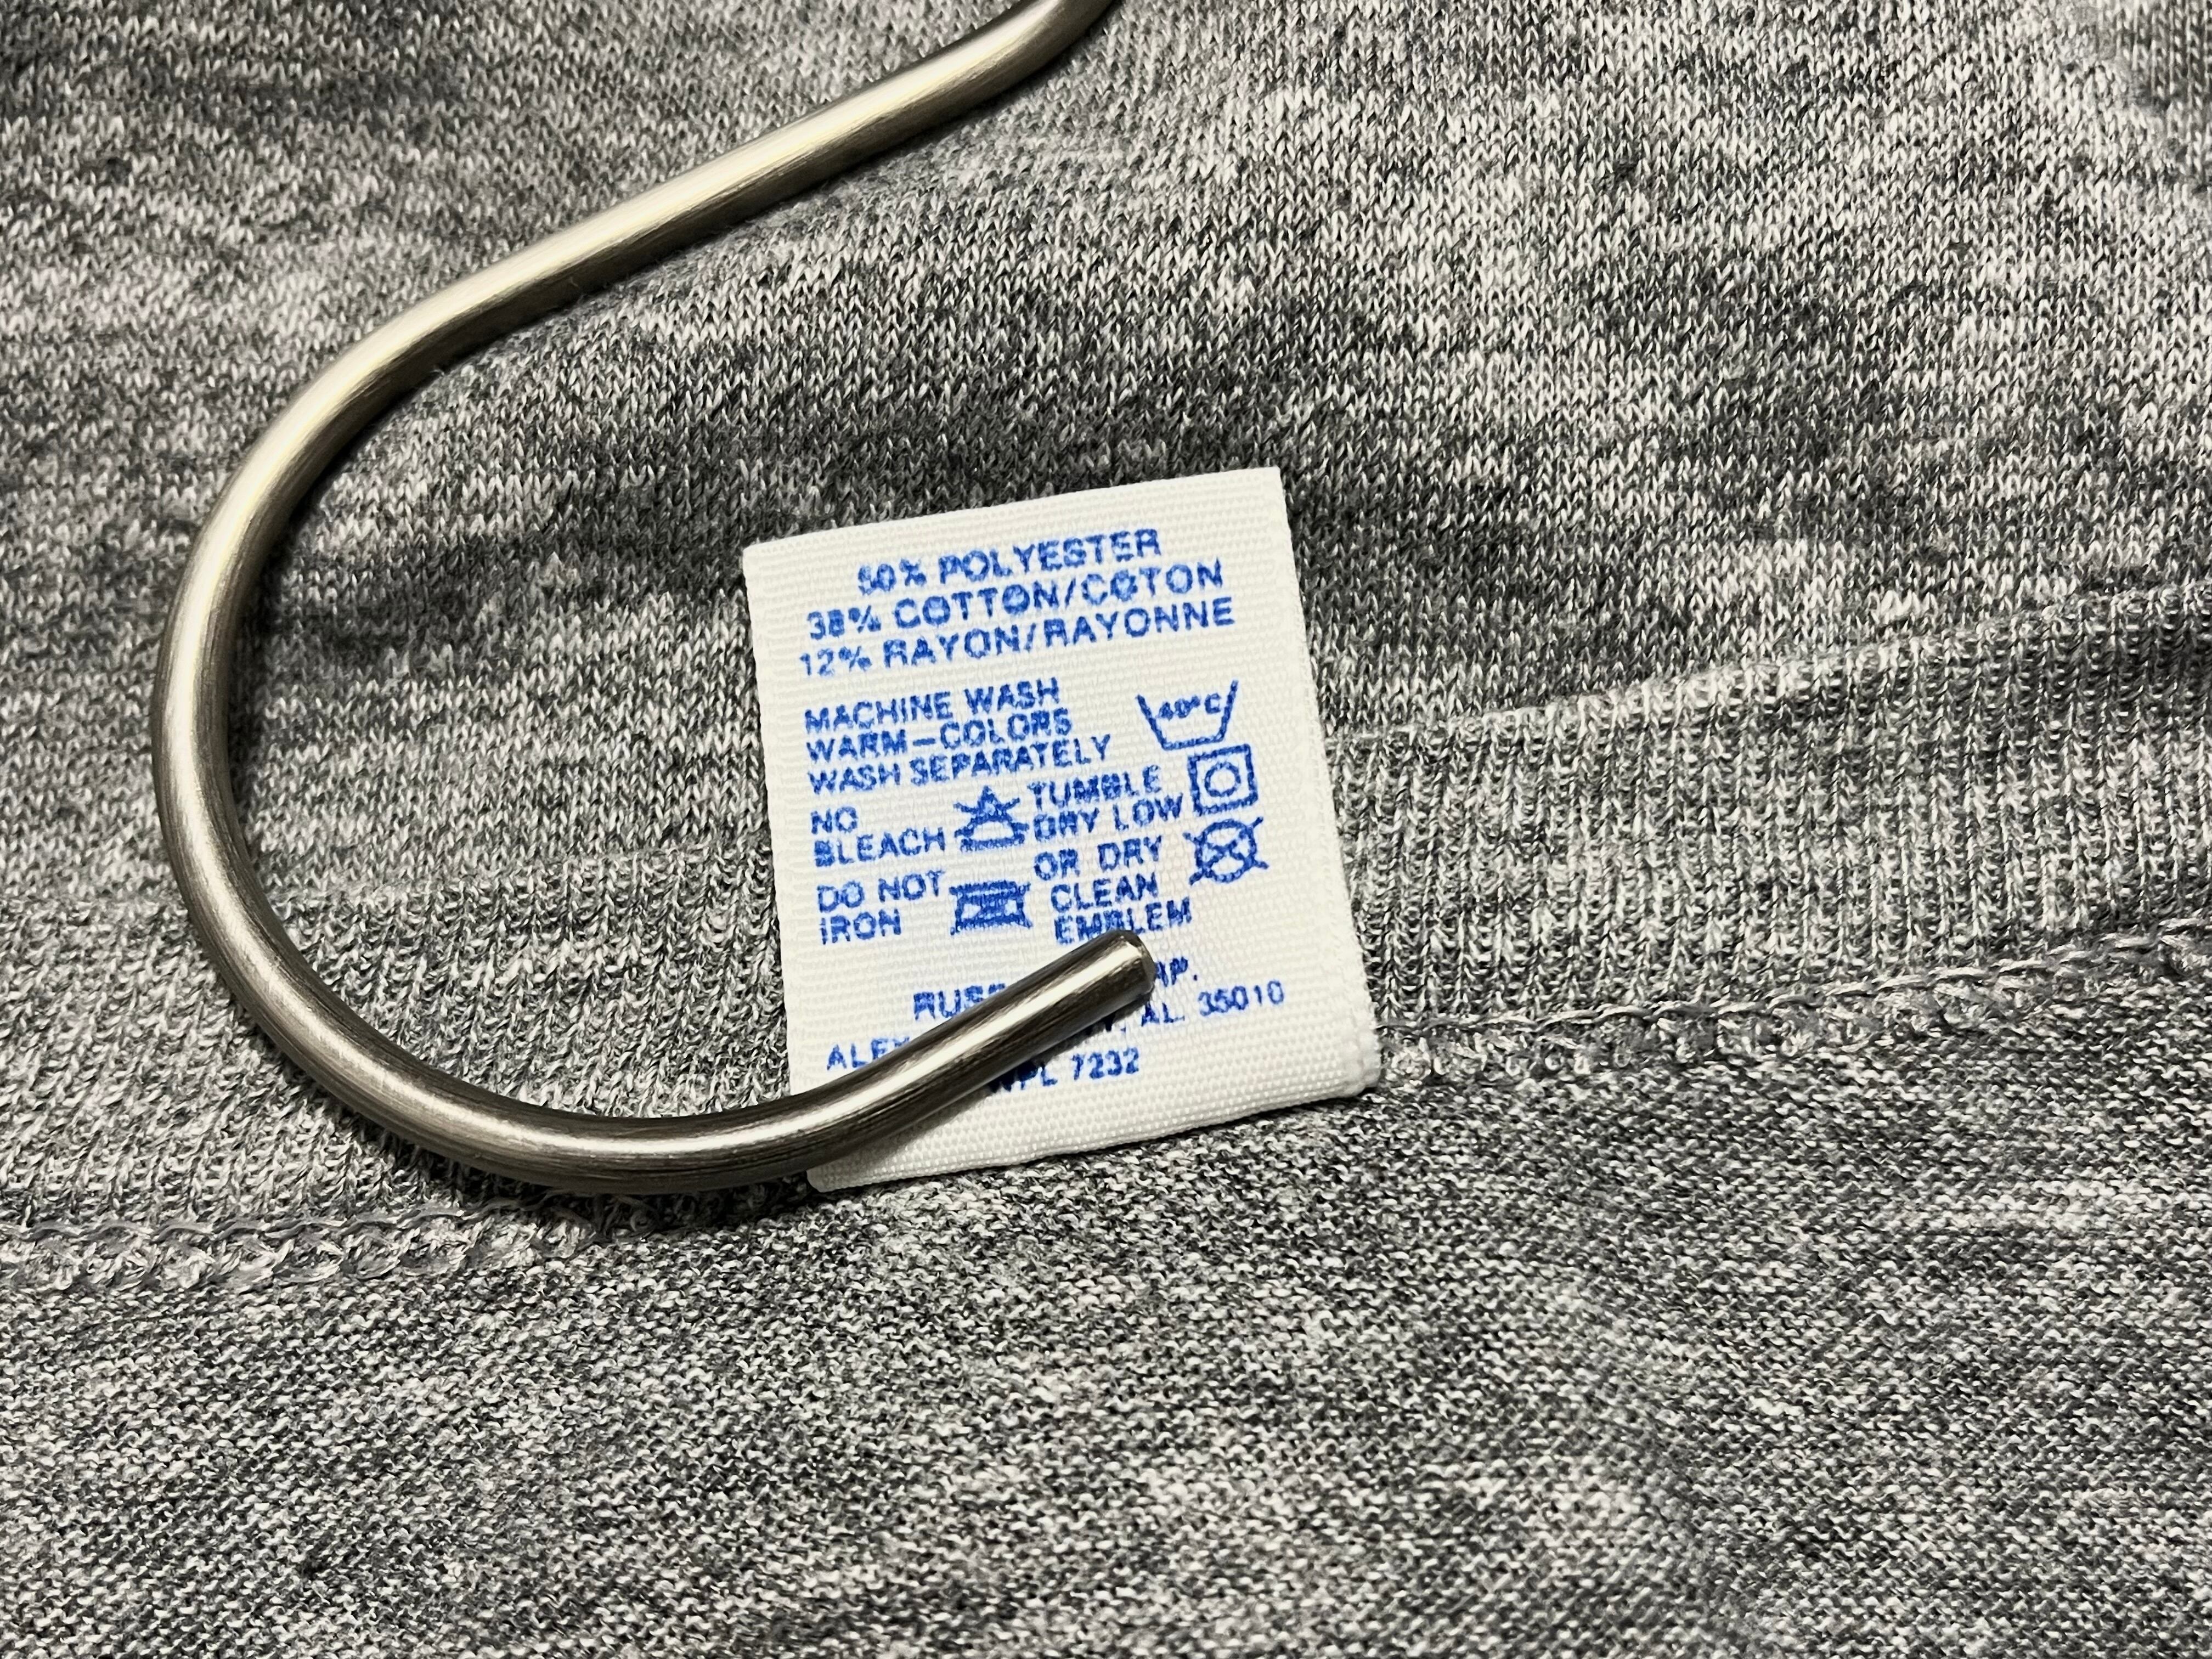 50% POLYESTER
38% COTTON/COTON
12% RAYON/RAYONNE
MACHINE WASH
WARM—COLORS
WASH SEPARATELY
40°C
NO
BLEACH
TUMBLE
DRY LOW
DO NOT
IRON
OR DRY
CLEAN
EMBLEM
AL. 35010
7232